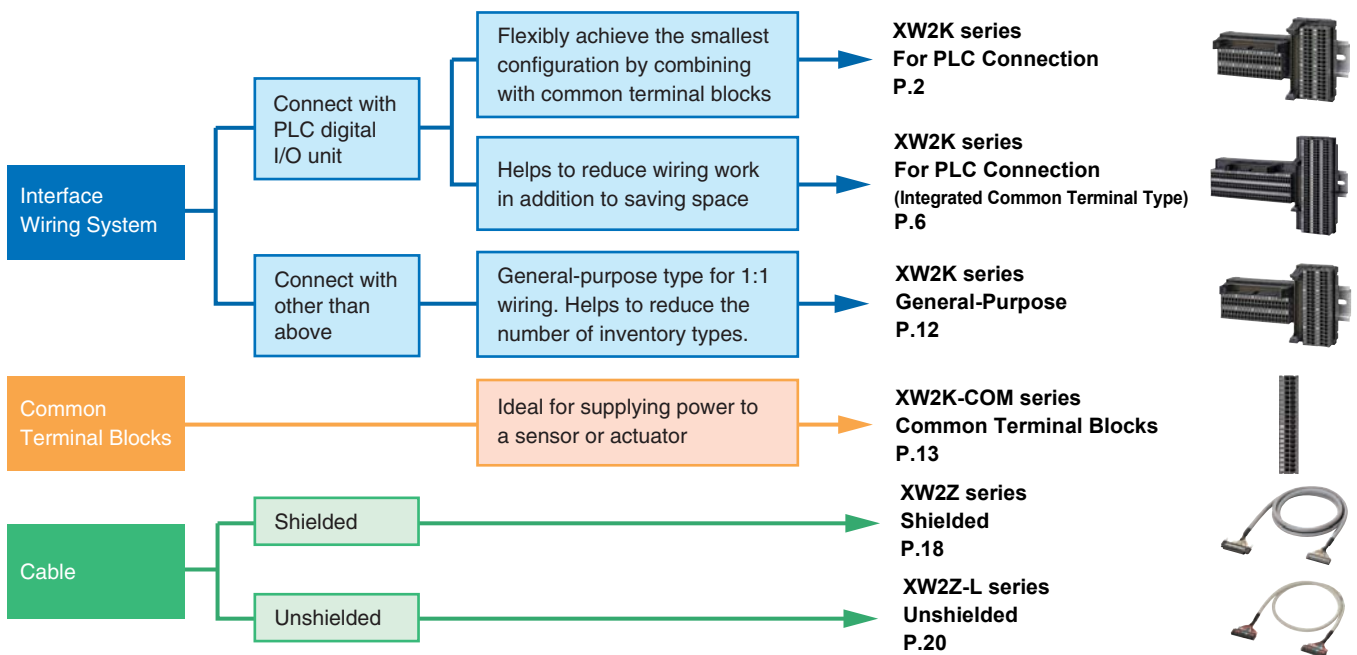 Interface
Wiring System
Connect with
PLC digital
I/O unit
Flexibly achieve the smallest
configuration by combining
with common terminal blocks
XW2K series
For PLC Connection
P.2
Helps to reduce wiring work
in addition to saving space
XW2K series
For PLC Connection
(Integrated Common Terminal Type)
P.6
Connect with
other than
above
General-purpose type for 1:1
wiring. Helps to reduce the
number of inventory types.
XW2K series
General-Purpose
P.12
Common
Terminal Blocks
Ideal for supplying power to
a sensor or actuator
XW2K-COM series
Common Terminal Blocks
P.13
Cable
Shielded
XW2Z series
Shielded
P.18
Unshielded
XW2Z-L series
Unshielded
P.20